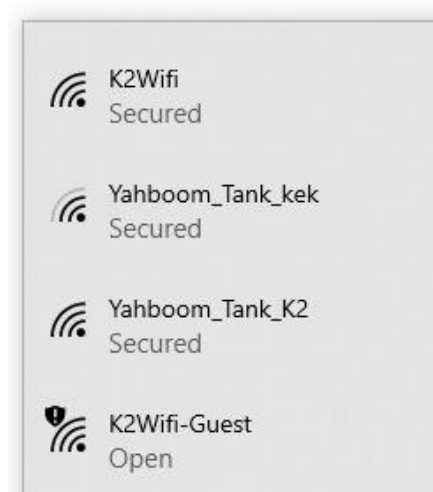 K2Wifi
Secured
Yahboom_Tank_kek
Secured
Yahboom_Tank_K2
Secured
K2Wifi-Guest
Open